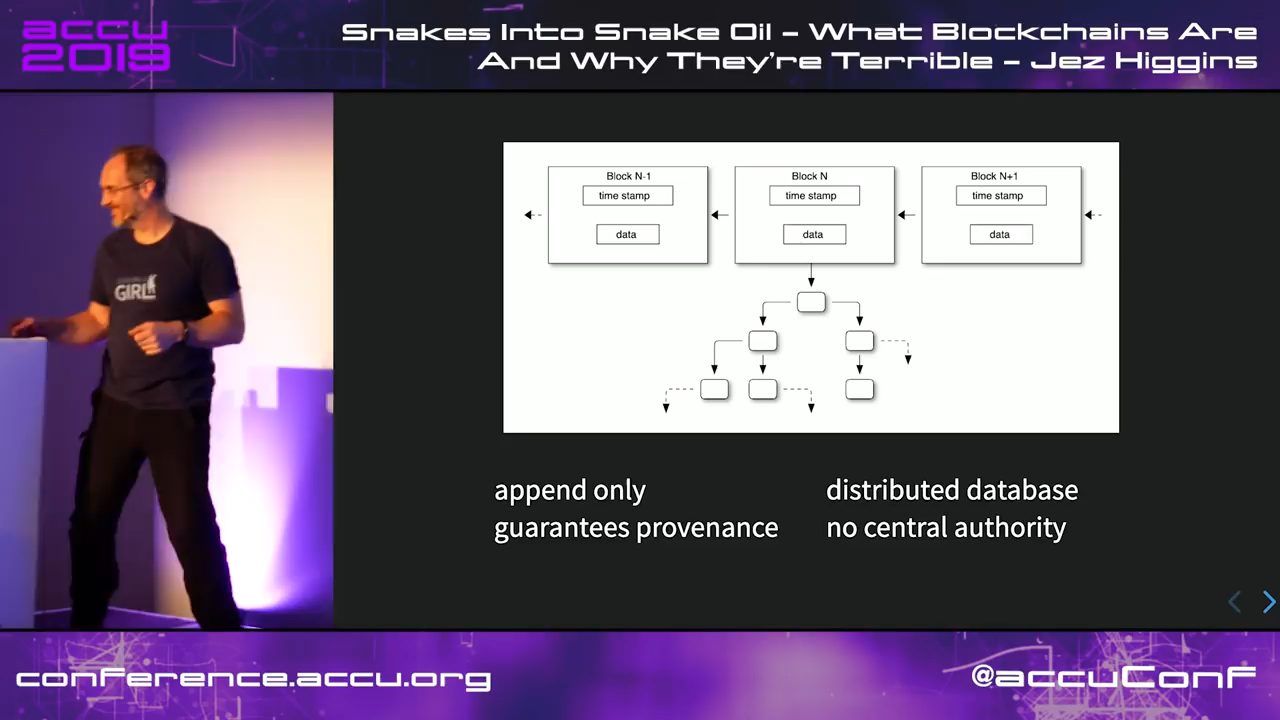 accu
2019
Snakes Into Snake Oil – What Blockchains Are
And Why They're Terrible – Jez Higgins
GIRL
Block N-1
time stamp
data
Block N
time stamp
data
Block N+1
time stamp
data
append only
guarantees provenance
distributed database
no central authority
conference.accu.org
@accuConf